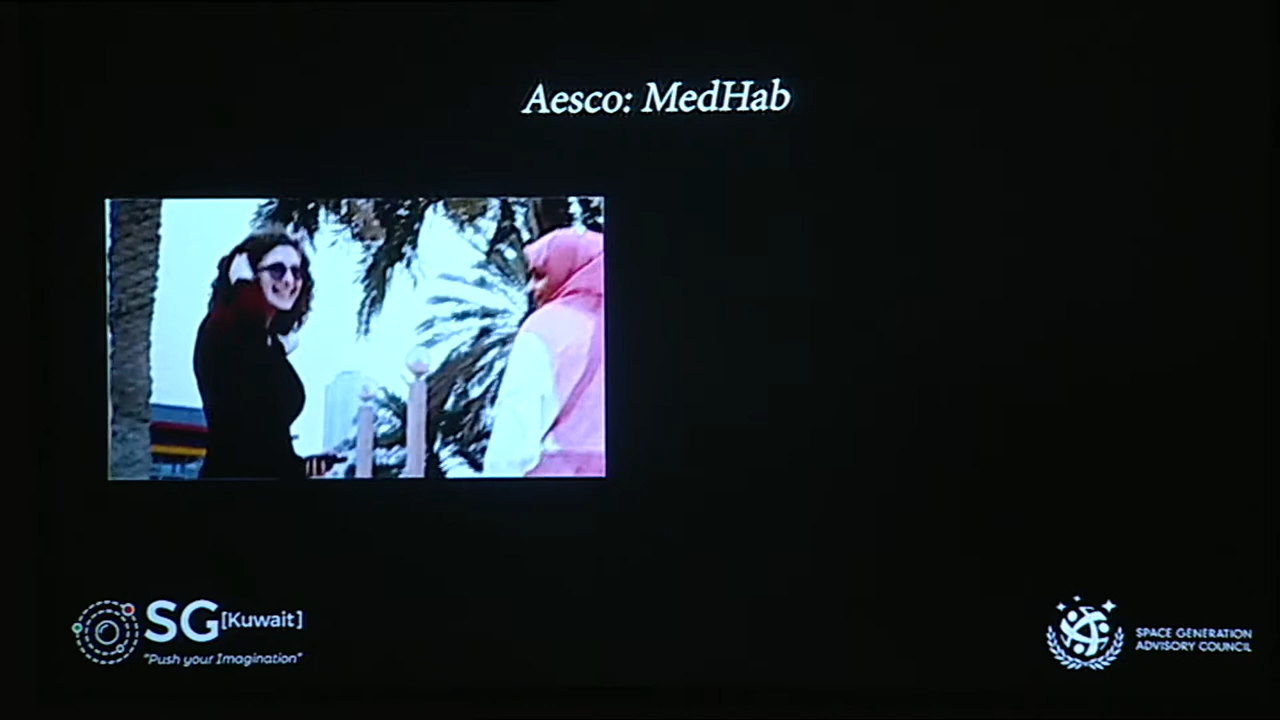 Aesco: MedHab
SG[Kuwait]
"Push your Imagination"
SPACE GENERATION
ADVISORY COUNCIL